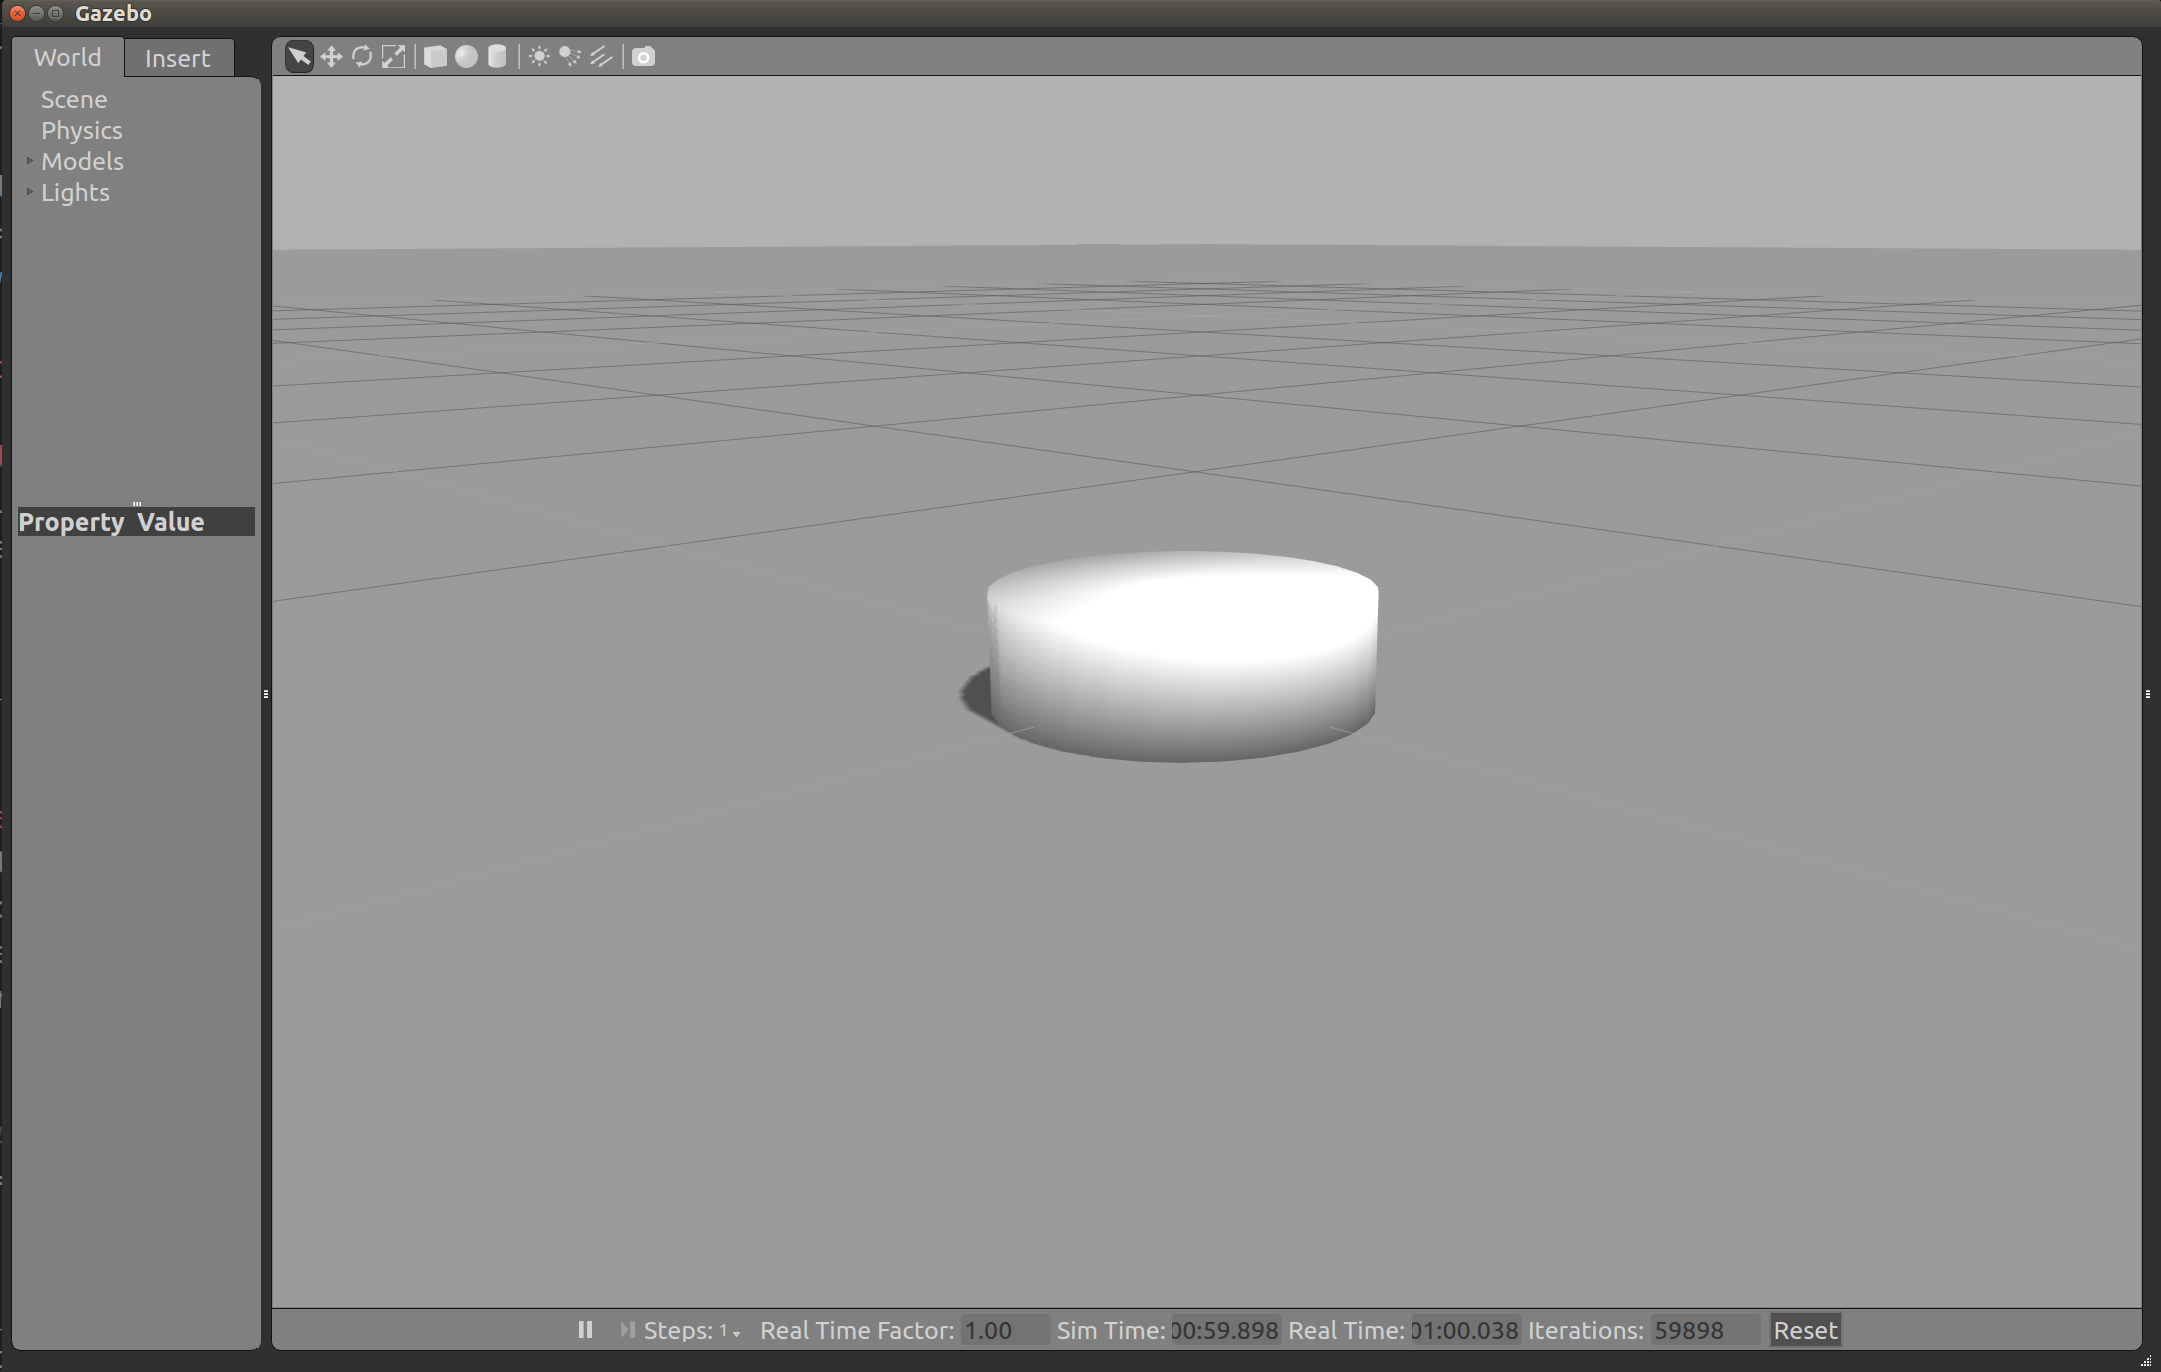 Gazebo
World Insert
Scene
Physics
Models
Lights
Property Value
Steps: 1 Real Time Factor: 1.00 Sim Time: 00:59.898 Real Time: 01:00.038 Iterations: 59898 Reset